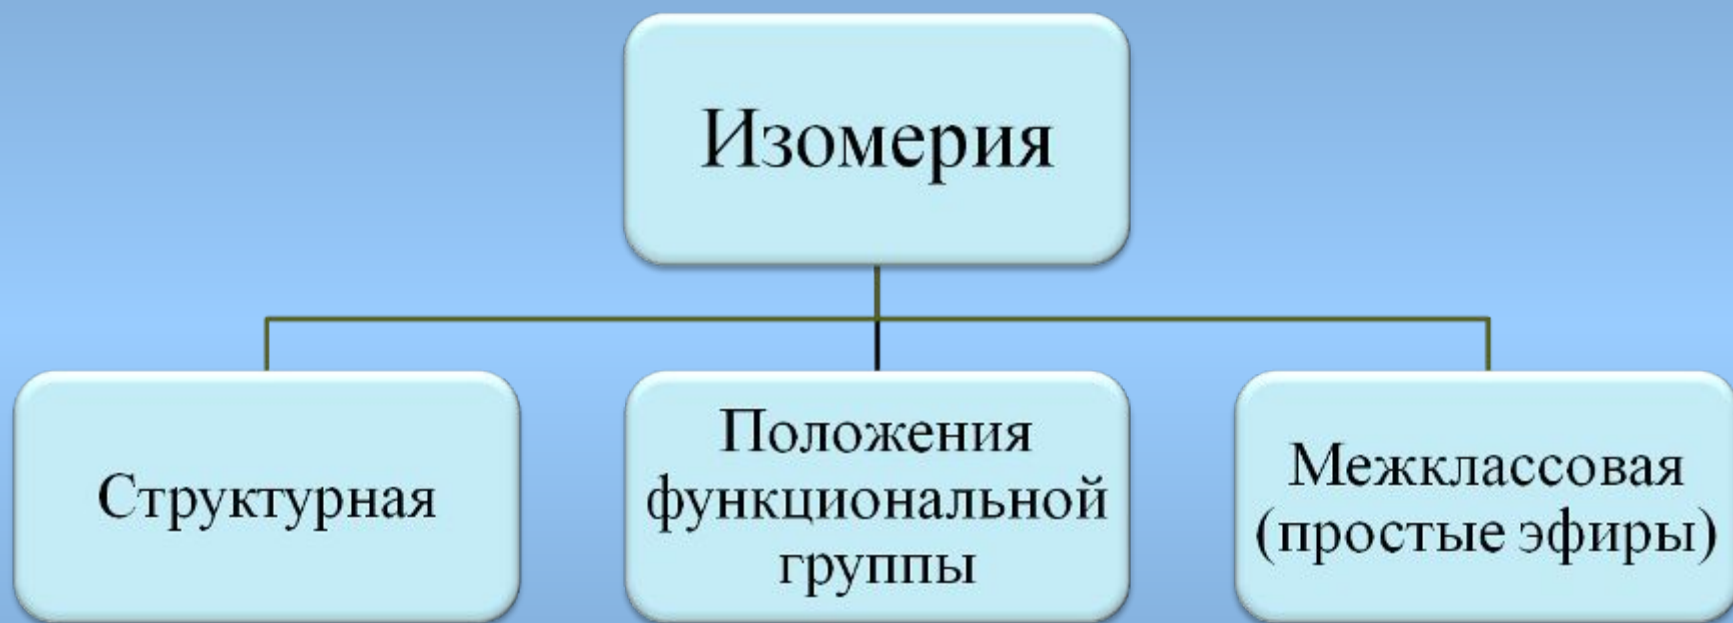 Изомерия
Структурная
Положения
функциональной
группы
Межклассовая
(простые эфиры)